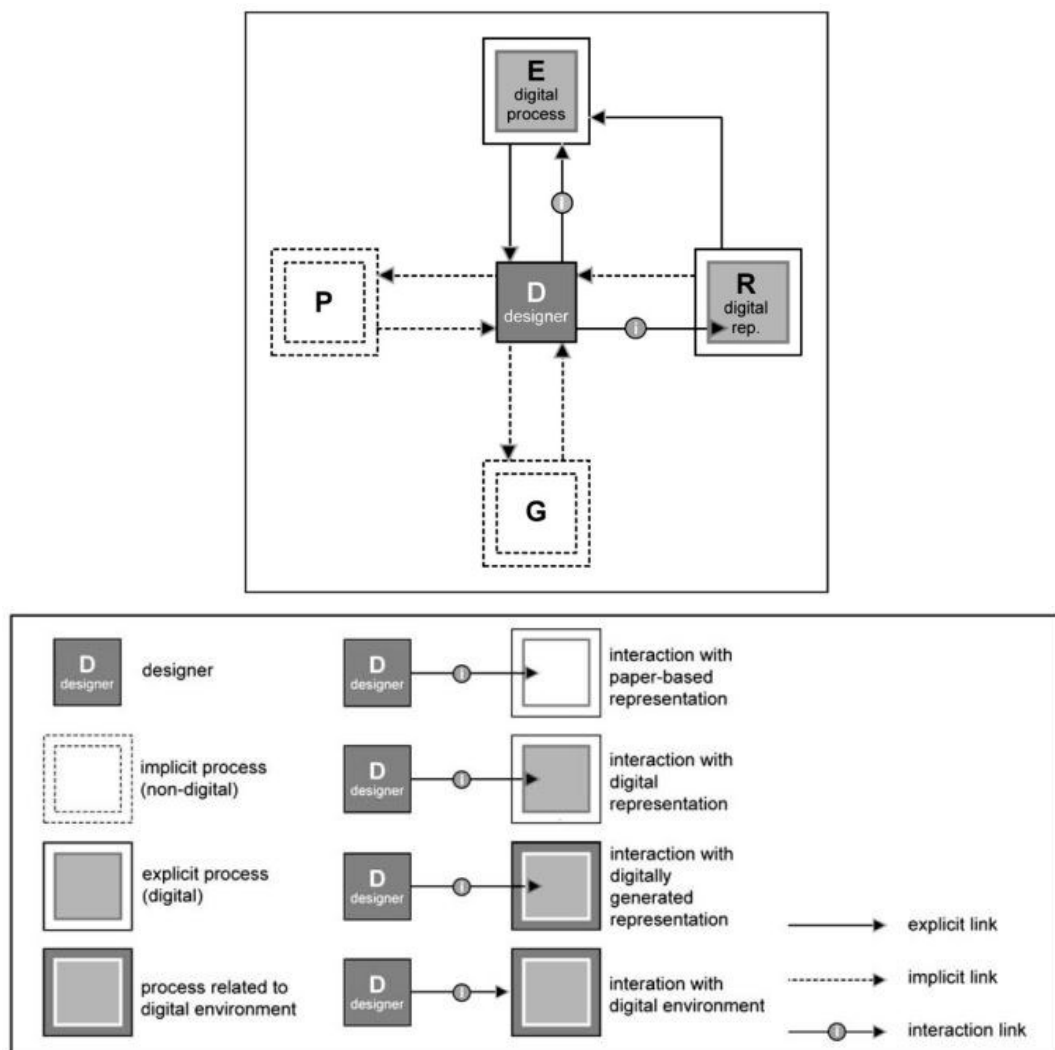 E
digital
process
i
P
D
designer
i
R
digital
rep.
G
D
designer
designer
D
designer
i
interaction with
paper-based
representation
implicit process
(non-digital)
D
designer
i
interaction with
digital
representation
explicit process
(digital)
D
designer
i
interaction with
digitally
generated
representation
explicit link
process related to
digital environment
D
designer
i
interation with
digital environment
implicit link
i
interaction link